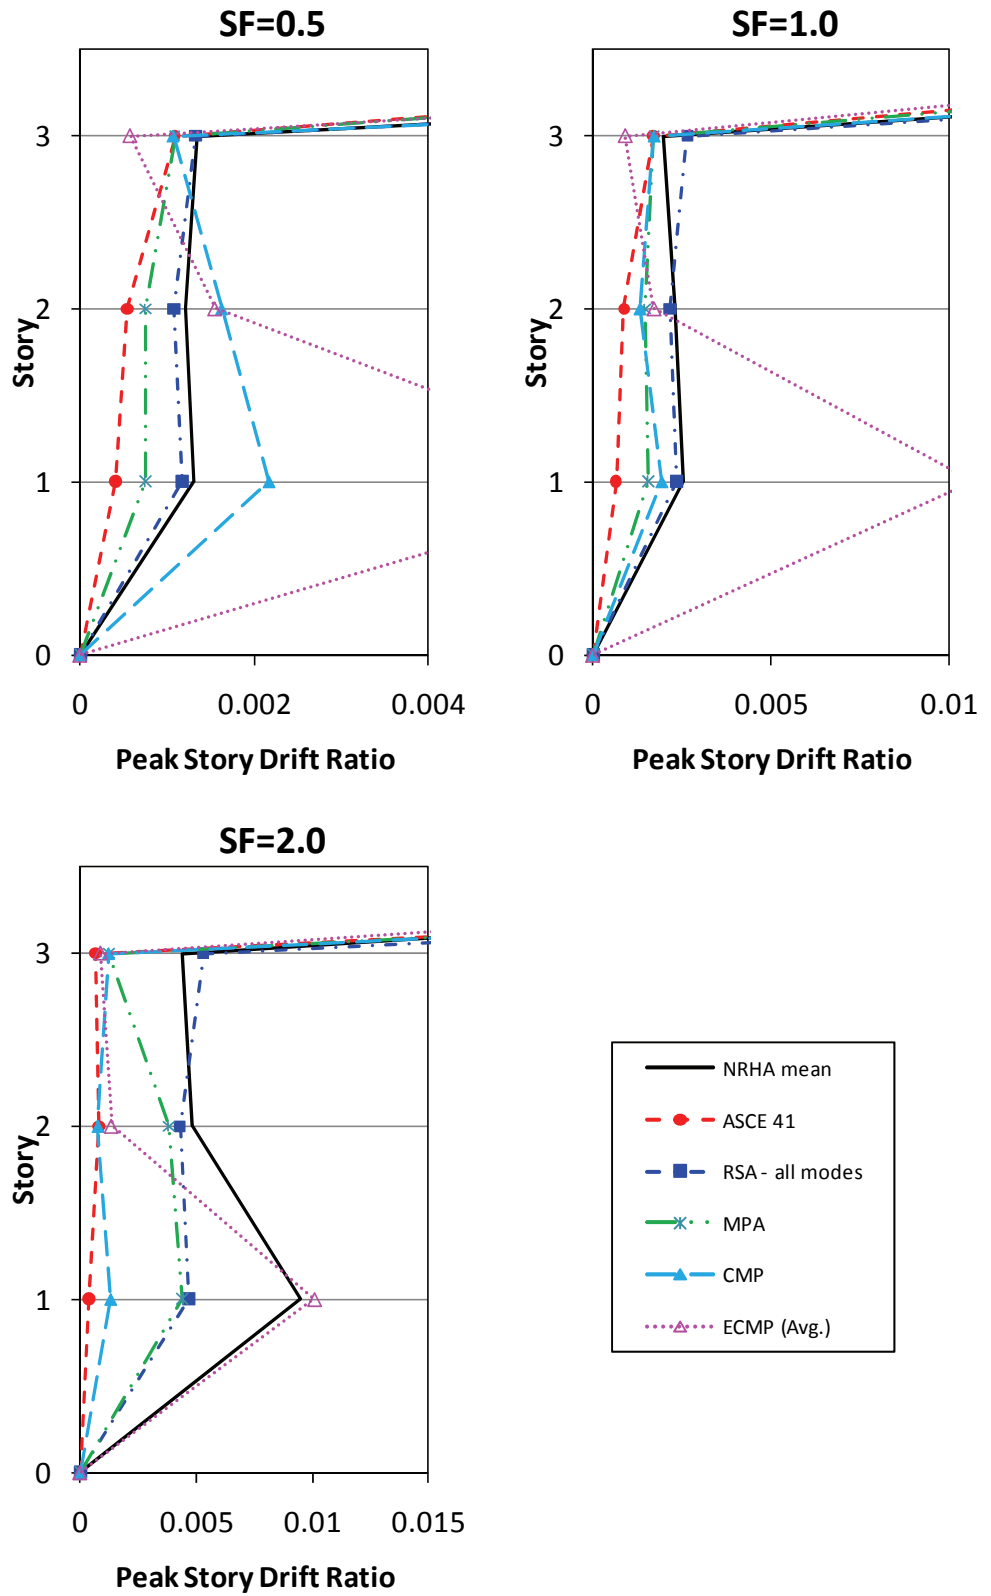 SF=0.5
3
2
1
0
Story
0 0.002 0.004
Peak Story Drift Ratio
SF=1.0
3
2
1
0
Story
0 0.005 0.01
Peak Story Drift Ratio
SF=2.0
3
2
1
0
Story
0 0.005 0.01 0.015
Peak Story Drift Ratio
NRHA mean
ASCE 41
RSA - all modes
MPA
CMP
ECMP (Avg.)